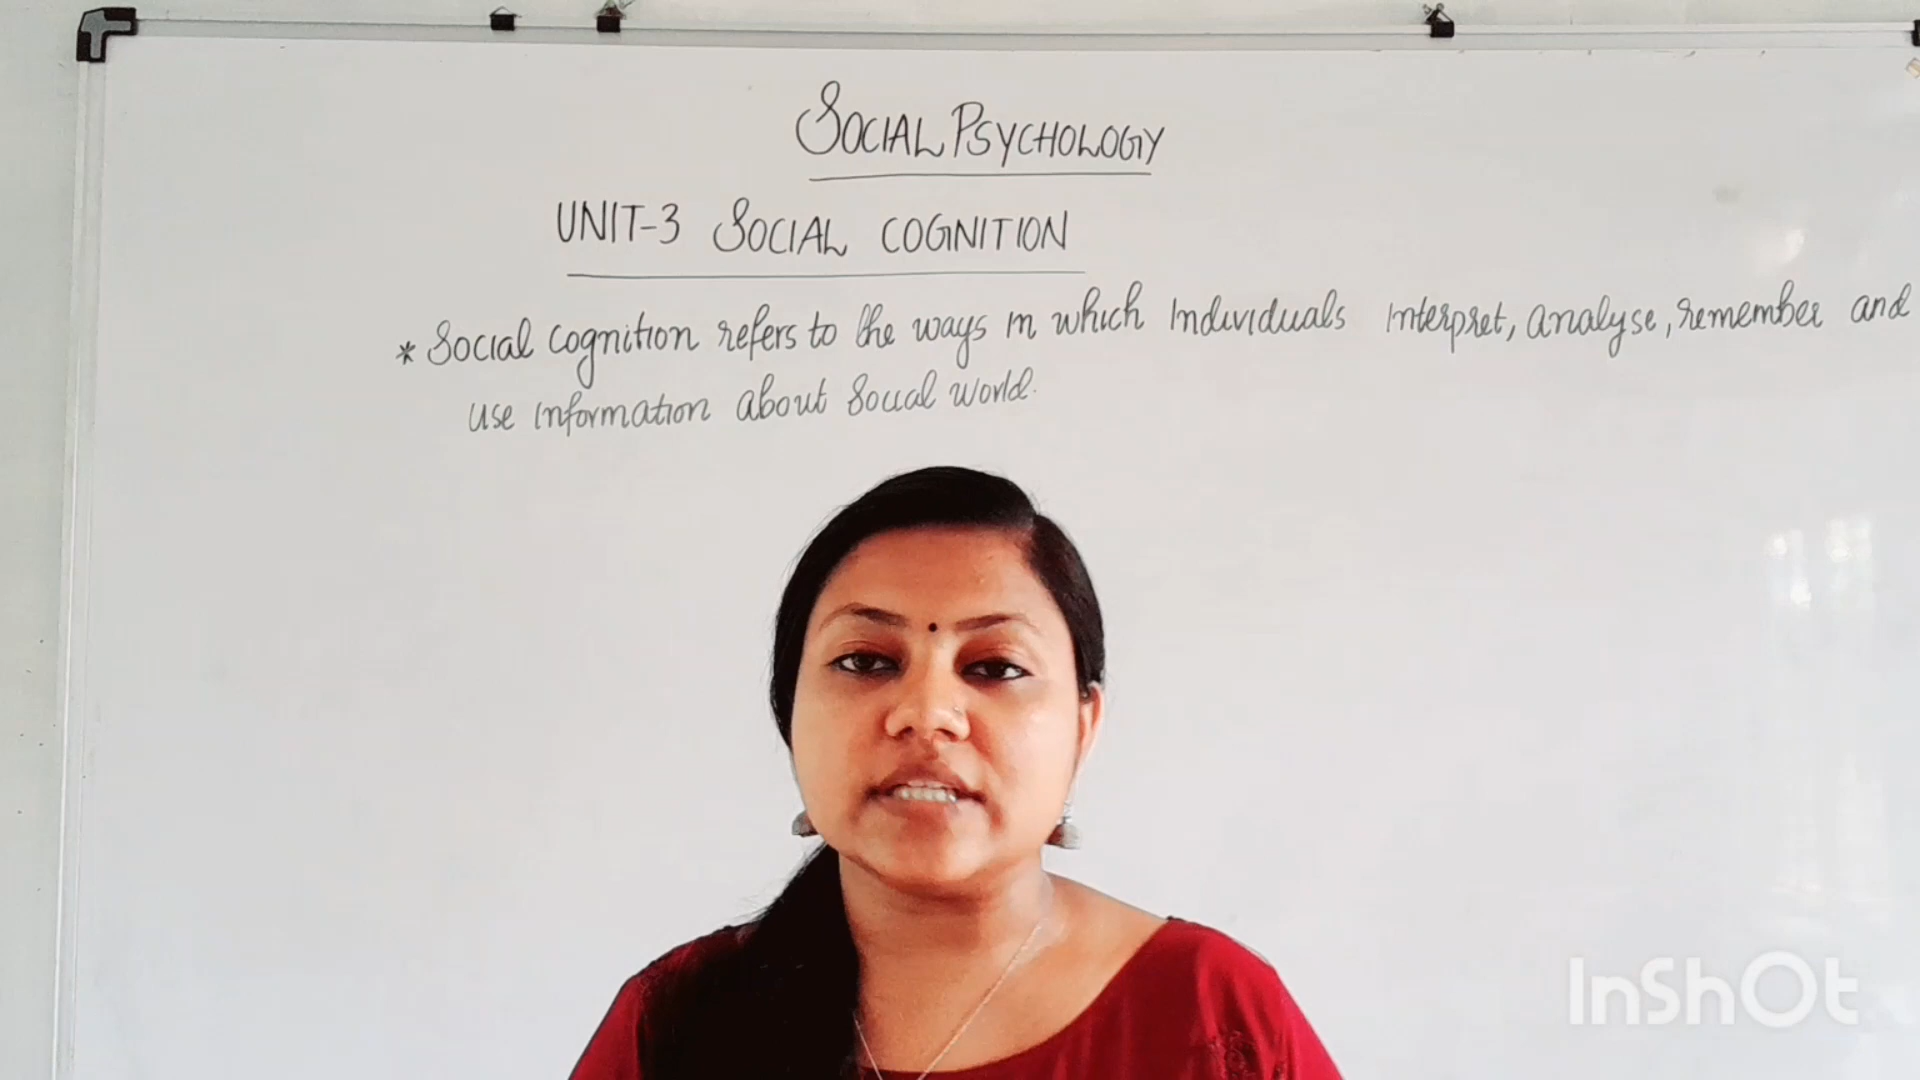 SOCIAL PSYCHOLOGY
UNIT-3 SOCIAL COGNITION
* Social cognition refers to the ways in which Individuals interpret, analyse, remember and
use information about Social world.
InShOt